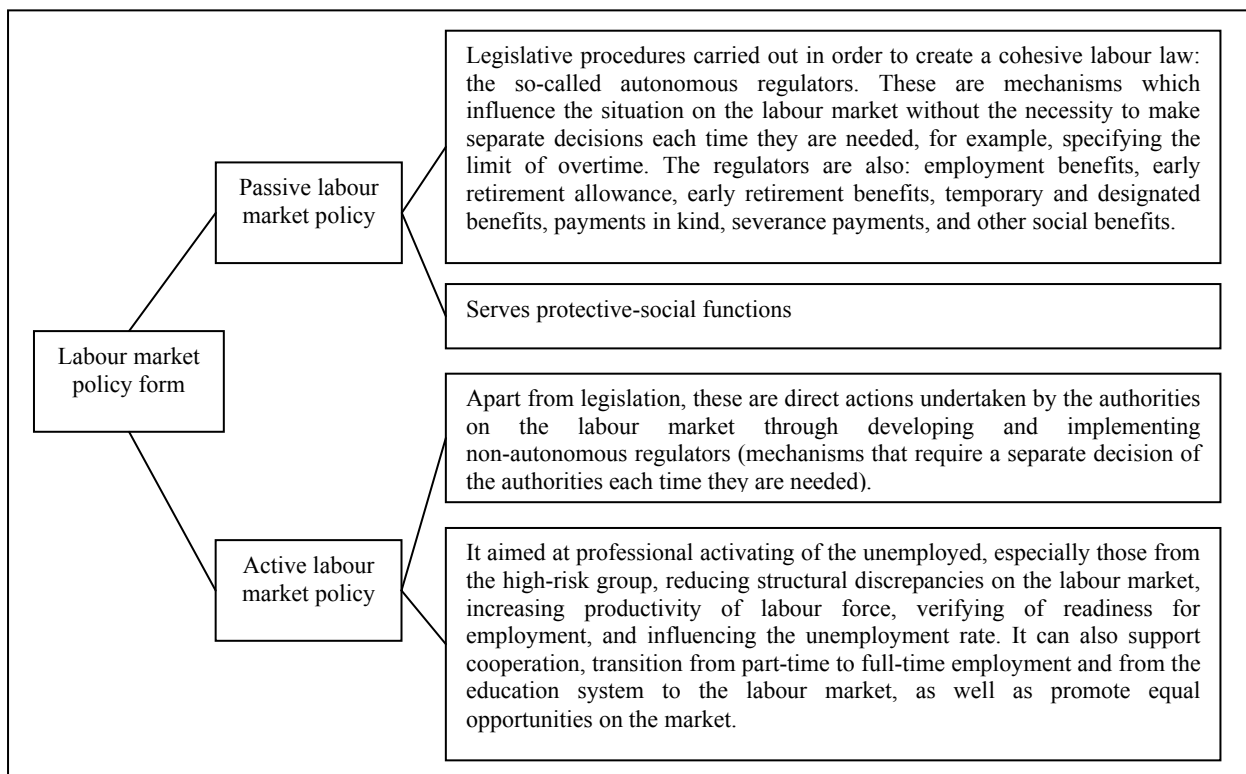 Legislative procedures carried out in order to create a cohesive labour law:
the so-called autonomous regulators. These are mechanisms which
influence the situation on the labour market without the necessity to make
separate decisions each time they are needed, for example, specifying the
limit of overtime. The regulators are also: employment benefits, early
retirement allowance, early retirement benefits, temporary and designated
benefits, payments in kind, severance payments, and other social benefits.
Passive labour
market policy
Serves protective-social functions
Labour market
policy form
Apart from legislation, these are direct actions undertaken by the authorities
on the labour market through developing and implementing
non-autonomous regulators (mechanisms that require a separate decision of
the authorities each time they are needed).
Active labour
market policy
It aimed at professional activating of the unemployed, especially those from
the high-risk group, reducing structural discrepancies on the labour market,
increasing productivity of labour force, verifying of readiness for
employment, and influencing the unemployment rate. It can also support
cooperation, transition from part-time to full-time employment and from the
education system to the labour market, as well as promote equal
opportunities on the market.